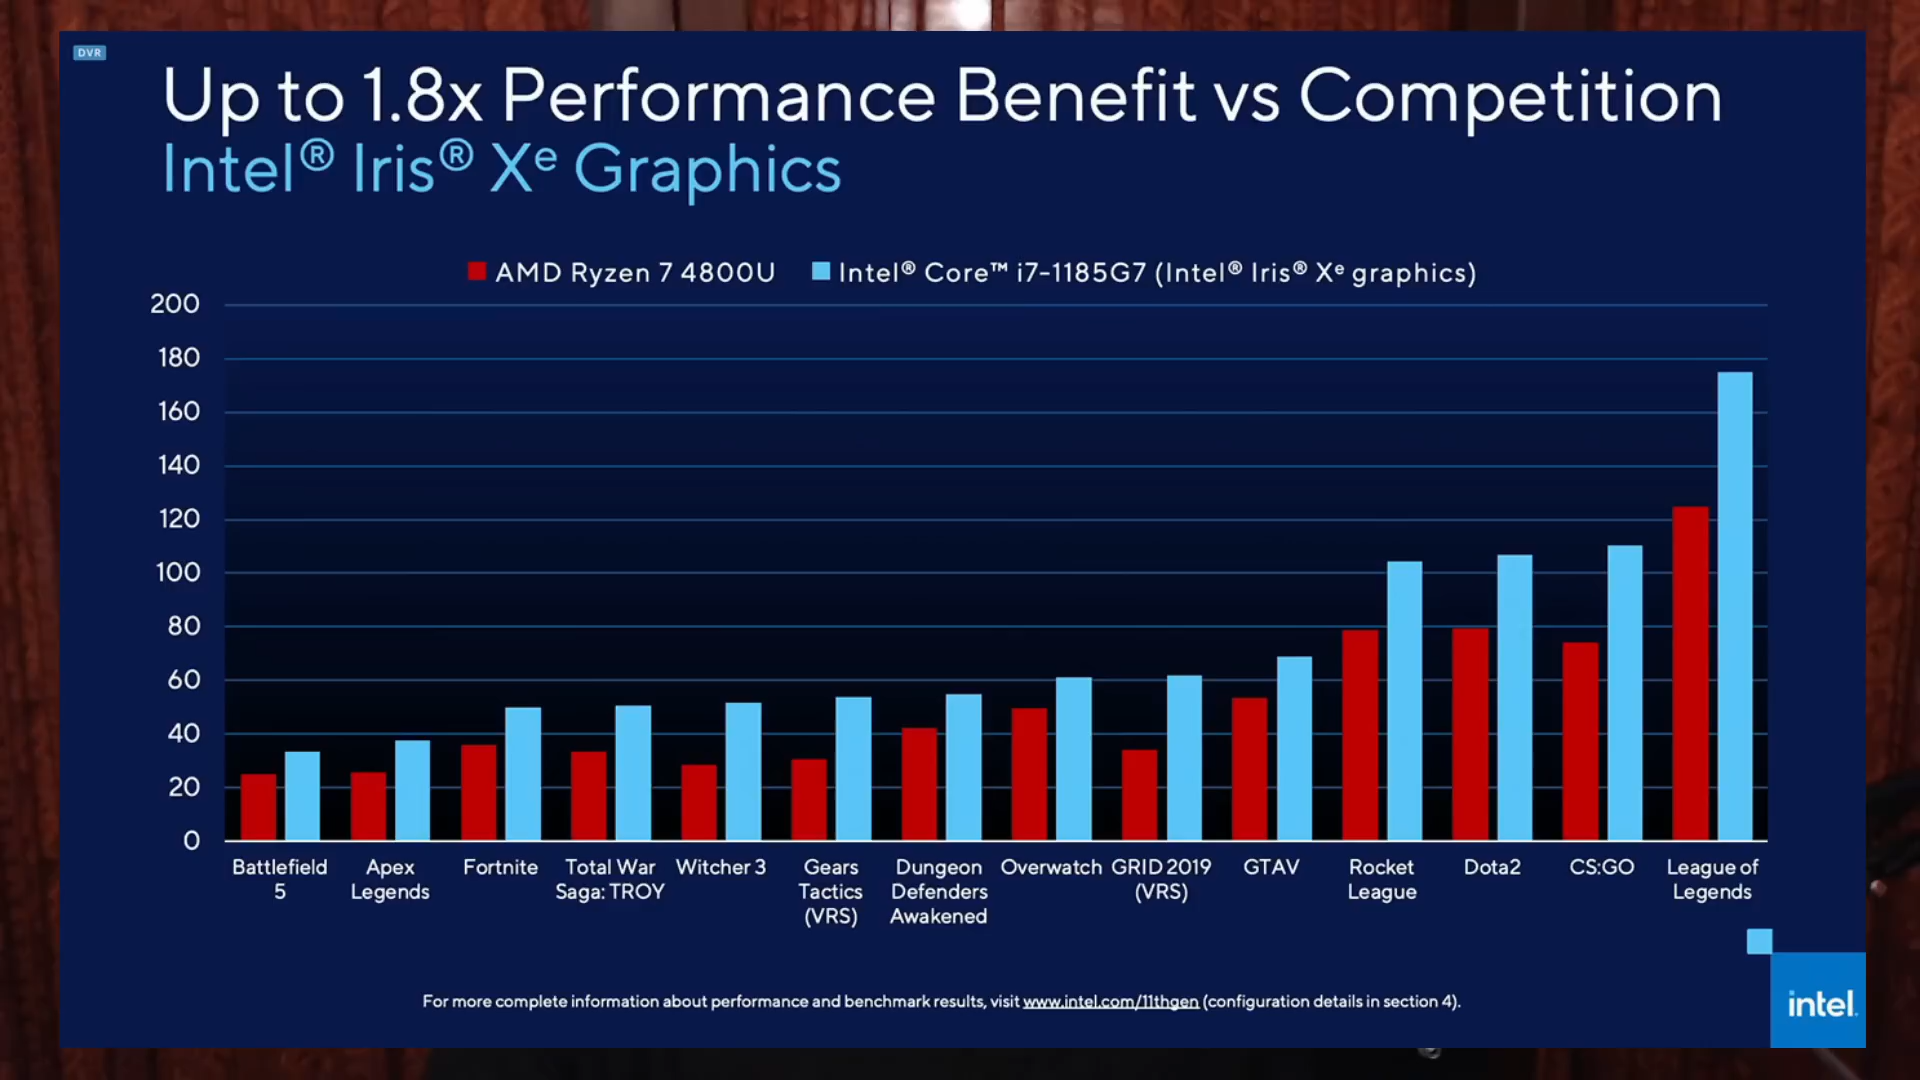 DVR
Up to 1.8x Performance Benefit vs Competition
Intel® Iris® Xᵉ Graphics
AMD Ryzen 7 4800U
Intel® Core™ i7-1185G7 (Intel® Iris® Xᵉ graphics)
200
180
160
140
120
100
80
60
40
20
0
Battlefield
5
Apex
Legends
Fortnite
Total War
Saga: TROY
Witcher 3
Gears
Tactics
(VRS)
Dungeon
Defenders
Awakened
Overwatch
GRID 2019
(VRS)
GTAV
Rocket
League
Dota2
CS:GO
League of
Legends
For more complete information about performance and benchmark results, visit www.intel.com/11thgen (configuration details in section 4).
intel.